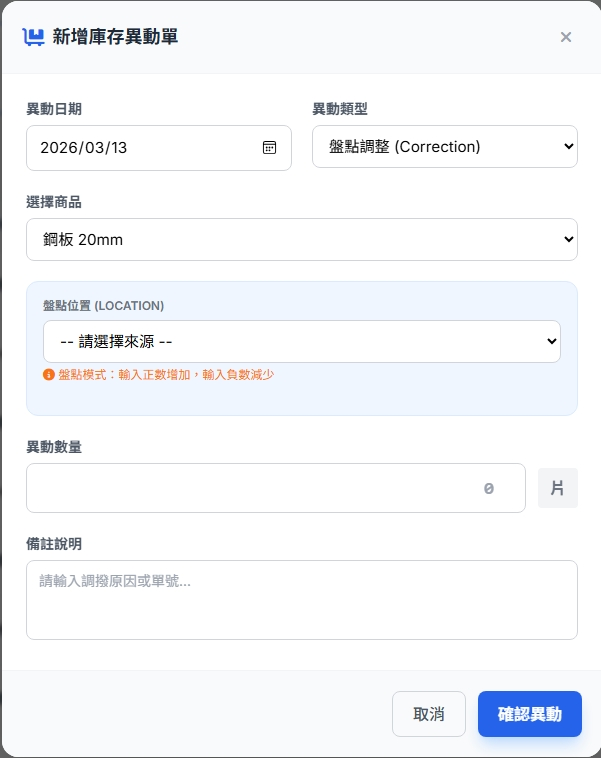 新增庫存異動單
異動日期 異動類型
2026/03/13 盤點調整 (Correction)
選擇商品
鋼板 20mm
盤點位置 (LOCATION)
-- 請選擇來源 --
盤點模式：輸入正數增加，輸入負數減少
異動數量
0 片
備註說明
請輸入調撥原因或單號...
取消 確認異動